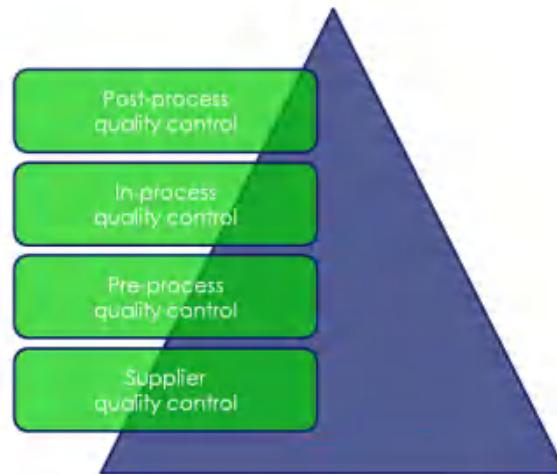 Post-process
quality control
In-process
quality control
Pre-process
quality control
Supplier
quality control